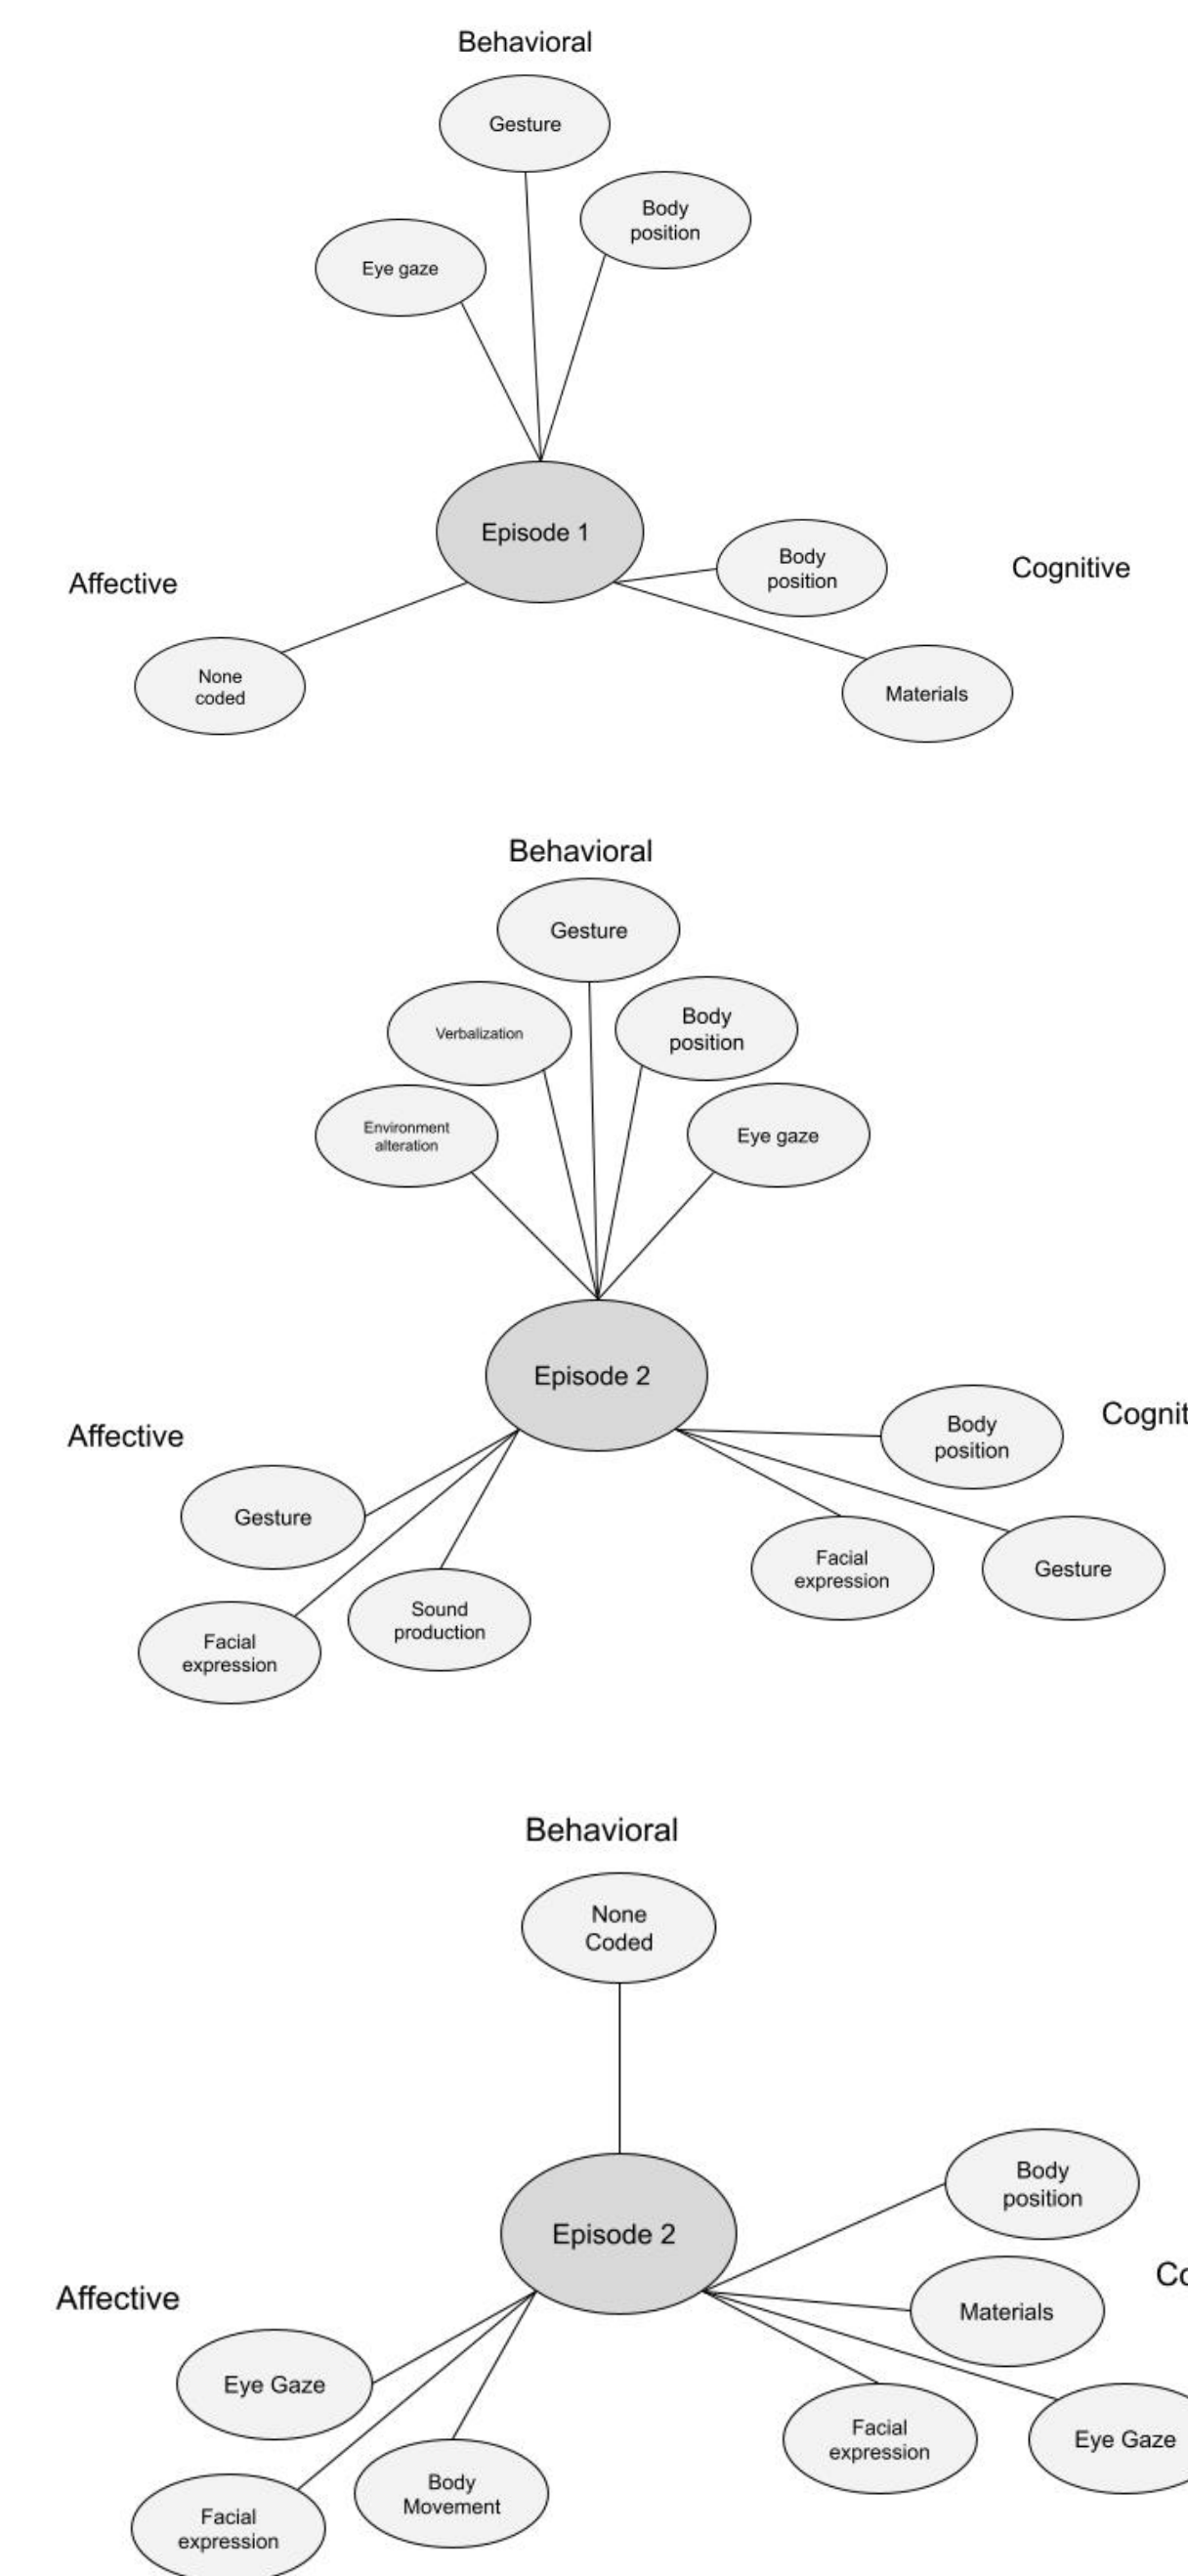 Behavioral
Gesture
Body
position
Eye gaze
Episode 1
Body
position
Cognitive
Affective
None
coded
Materials
Behavioral
Gesture
Verbalization
Body
position
Environment
alteration
Eye gaze
Episode 2
Affective
Body
position
Cognit
Gesture
Facial
expression
Gesture
Sound
production
Facial
expression
Behavioral
None
Coded
Body
position
Episode 2
Affective
Co
Materials
Eye Gaze
Facial
expression
Eye Gaze
Body
Movement
Facial
expression